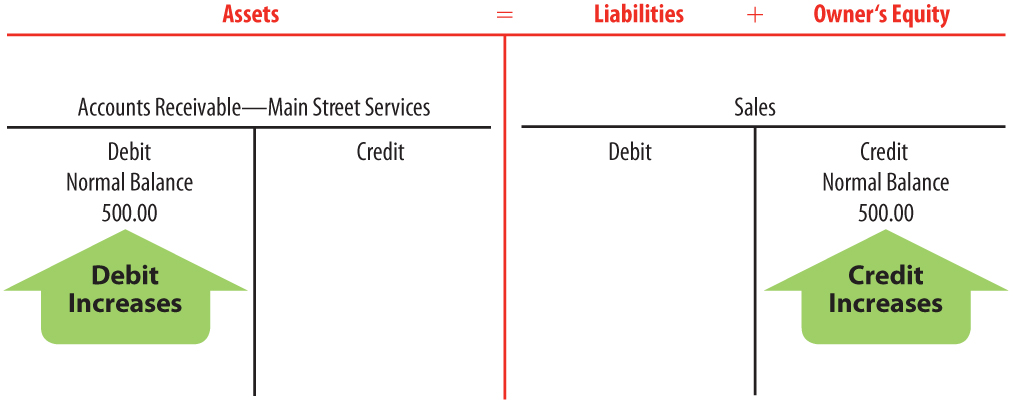 Assets = Liabilities + Owner‘s Equity
Accounts Receivable—Main Street Services
Debit Credit
Normal Balance
500.00
Debit
Increases
Sales
Debit Credit
Normal Balance
500.00
Credit
Increases